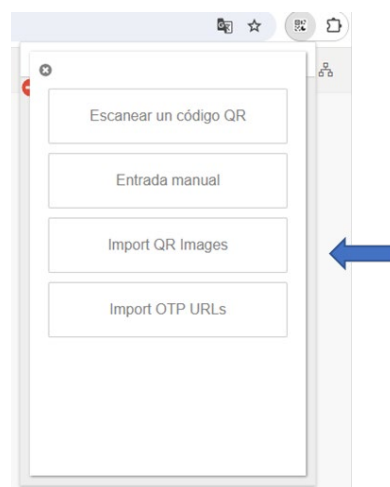 Escanear un código QR
Entrada manual
Import QR Images
Import OTP URLs